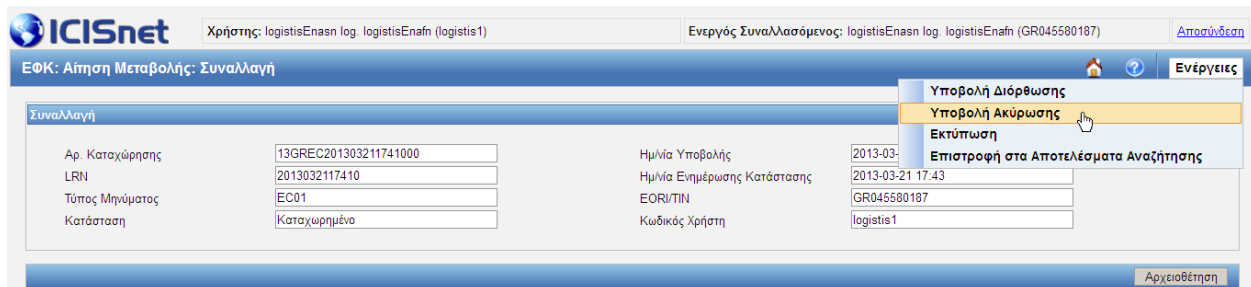 ICISnet Χρήστης: logistisEnasn log. logistisEnafn (logistis1) Ενεργός Συναλλασόμενος: logistisEnasn log. logistisEnafn (GR045580187) Αποσύνδεση
ΕΦΚ: Αίτηση Μεταβολής: Συναλλαγή Ενέργειες
Υποβολή Διόρθωσης
Συναλλαγή Υποβολή Ακύρωσης
Εκτύπωση
Αρ. Καταχώρησης 13GREC201303211741000 Ημ/νία Υποβολής 2013-03- Επιστροφή στα Αποτελέσματα Αναζήτησης
LRN 2013032117410 Ημ/νία Ενημέρωσης Κατάστασης 2013-03-21 17:43
Τύπος Μηνύματος EC01 EORI/TIN GR045580187
Κατάσταση Καταχωρημένο Κωδικός Χρήστη logistis1
Αρχειοθέτηση